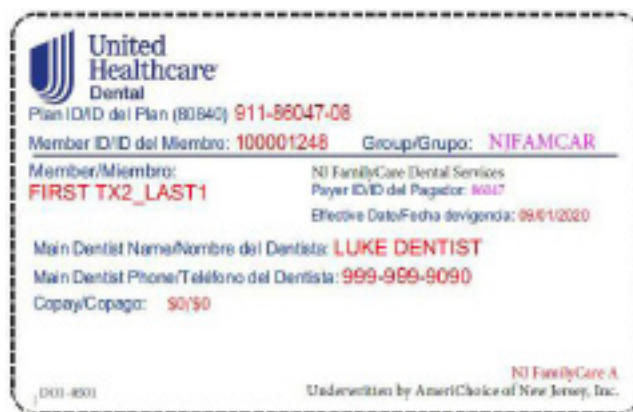 United
Healthcare®
Dental
Plan ID/ID del Plan (80840) 911-86047-08
Member ID/ID del Miembro: 100001248 Group/Grupo: NJFAMCAR
Member/Miembro:
FIRST TX2_LAST1
NJ FamilyCare Dental Services
Payer ID/ID del Pagador: 86047
Effective Date/Fecha devigencia: 09/01/2020
Main Dentist Name/Nombre del Dentista: LUKE DENTIST
Main Dentist Phone/Teléfono del Dentista: 999-999-9090
Copay/Copago: $0/$0
NJ FamilyCare A
Underwritten by AmeriChoice of New Jersey, Inc.